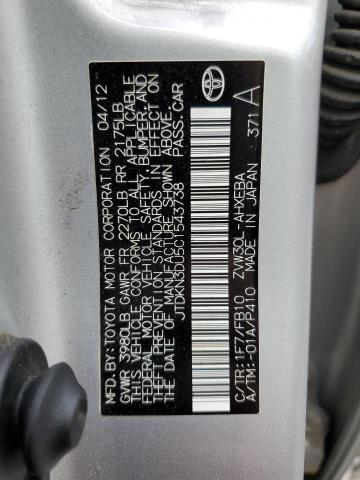 MFD.BY:TOYOTA MOTOR CORPORATION 04/12
GVWR 3980LB GAWR FR 2270LB RR 2175LB
THIS VEHICLE CONFORMS TO ALL APPLICABLE
FEDERAL MOTOR VEHICLE SAFETY, BUMPER, AND
THEFT PREVENTION STANDARDS IN EFFECT ON
THE DATE OF MANUFACTURE SHOWN ABOVE.
JTDKN3DU5C1543738 PASS.CAR
C/TR:1F7/FB10 ZVW30L-AHXEBA
A/TM:-01A/P410 MADE IN JAPAN 371 A
TOYOTA